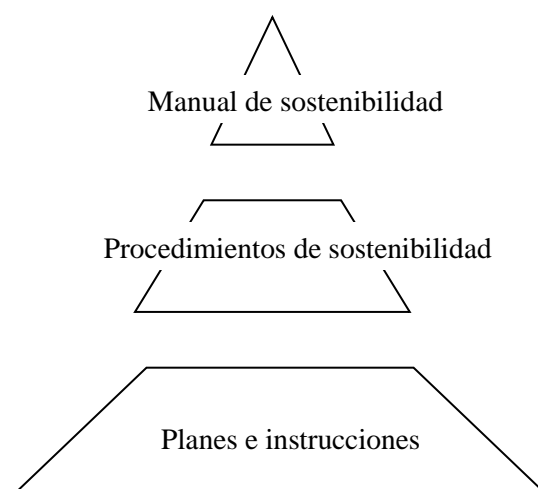 Manual de sostenibilidad
Procedimientos de sostenibilidad
Planes e instrucciones